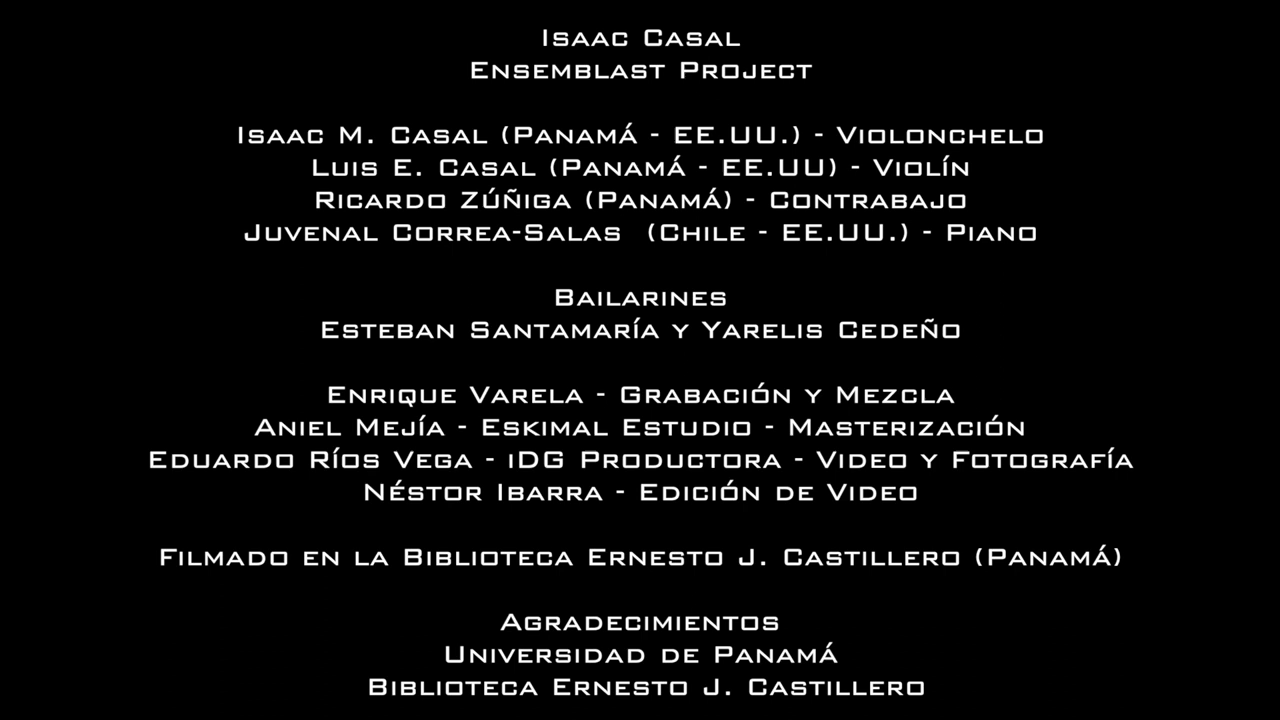 Isaac Casal
Ensemblast Project
Isaac M. Casal (Panamá - EE.UU.) - Violonchelo
Luis E. Casal (Panamá - EE.UU) - Violín
Ricardo Zúñiga (Panamá) - Contrabajo
Juvenal Correa-Salas (Chile - EE.UU.) - Piano
Bailarines
Esteban Santamaría y Yarelis Cedeño
Enrique Varela - Grabación y Mezcla
Aniel Mejía - Eskimal Estudio - Masterización
Eduardo Ríos Vega - iDG Productora - Video y Fotografía
Néstor Ibarra - Edición de Video
Filmado en la Biblioteca Ernesto J. Castillero (Panamá)
Agradecimientos
Universidad de Panamá
Biblioteca Ernesto J. Castillero